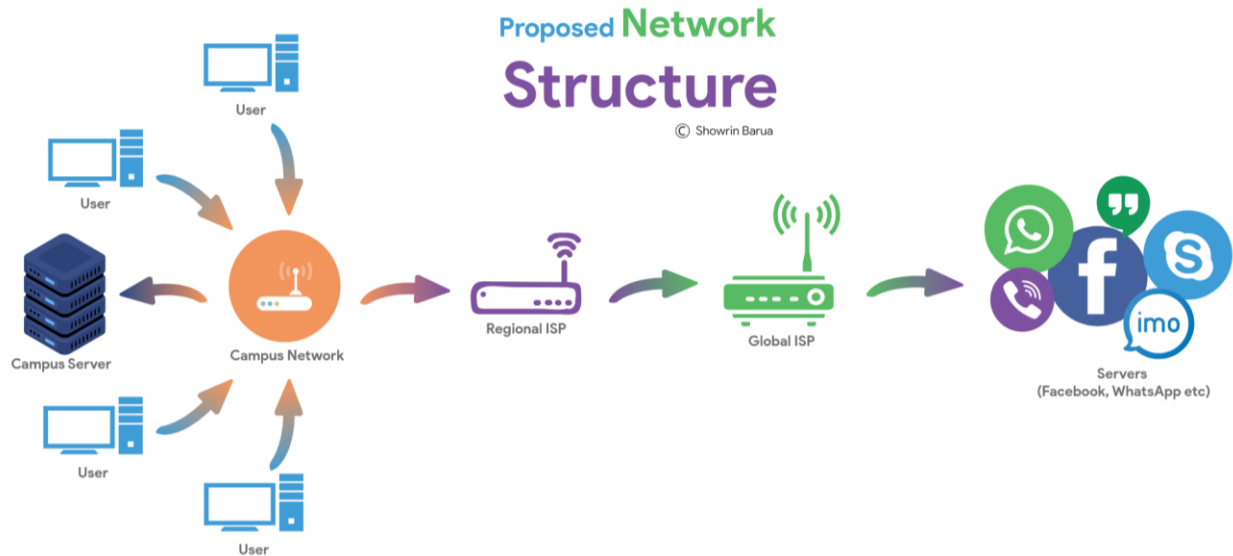 Proposed Network
Structure
© Showrin Barua
User
User
Campus Server
Campus Network
Regional ISP
Global ISP
imo
Servers
(Facebook, WhatsApp etc)
User
User